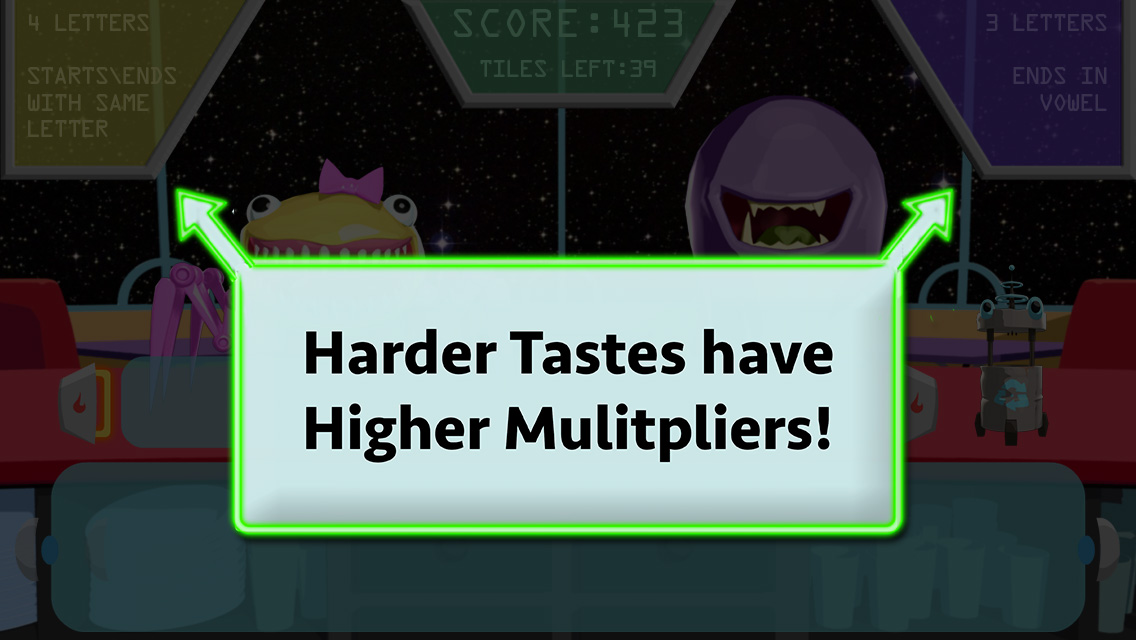 4 LETTERS
STARTS\ENDS
WITH SAME
LETTER
SCORE:423
TILES LEFT:39
3 LETTERS
ENDS IN
VOWEL
Harder Tastes have
Higher Mulitpliers!